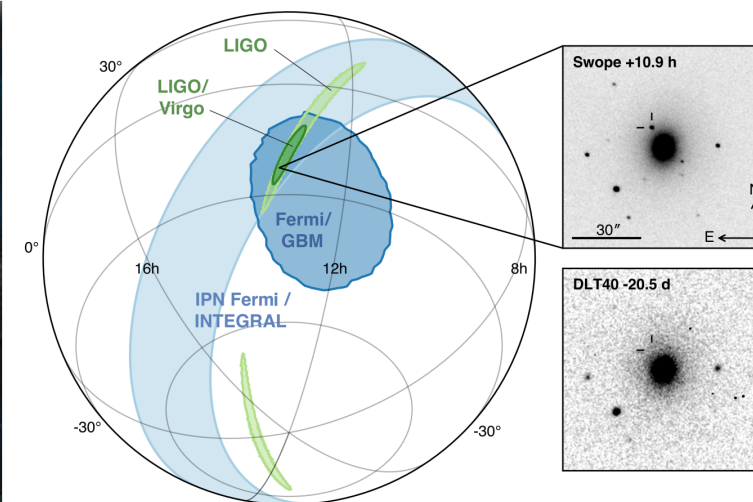 LIGO
LIGO/
Virgo
30°
0°
-30°
-30°
16h
12h
8h
Fermi/
GBM
IPN Fermi /
INTEGRAL
Swope +10.9 h
30″
E
DLT40 -20.5 d